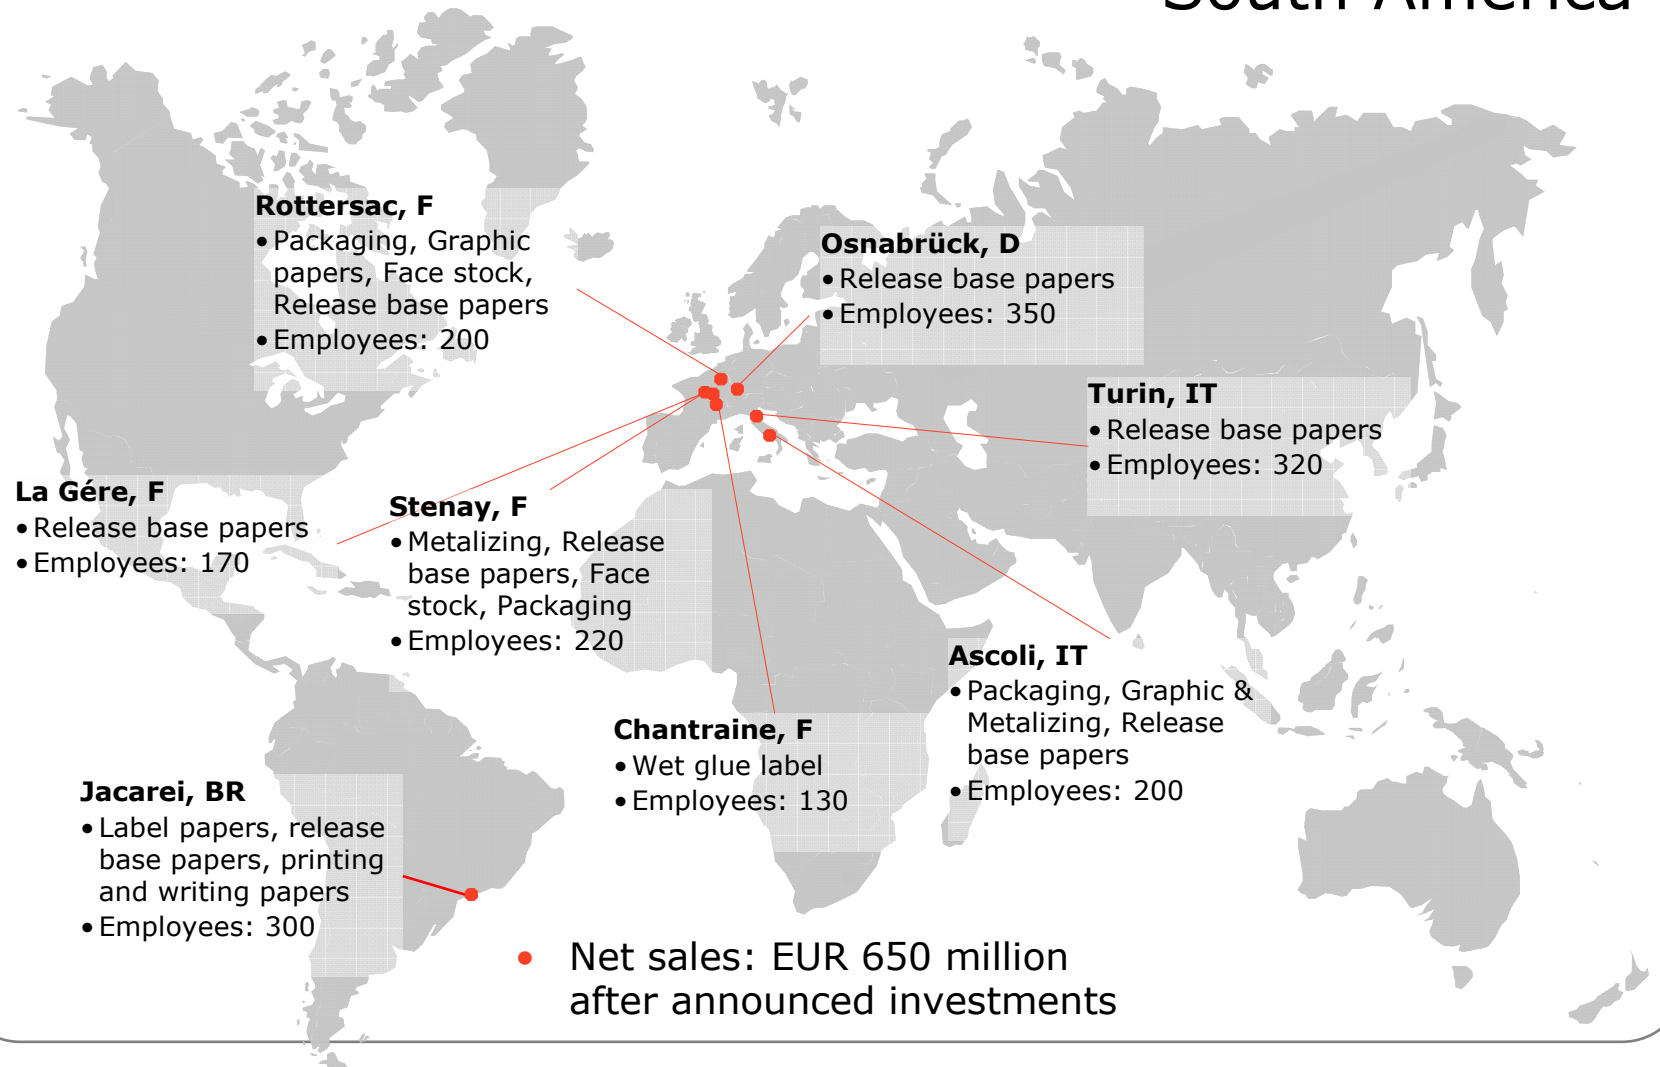 South America
Rottersac, F
• Packaging, Graphic
papers, Face stock,
Release base papers
• Employees: 200
Osnabrück, D
• Release base papers
• Employees: 350
Turin, IT
• Release base papers
• Employees: 320
La Gére, F
• Release base papers
• Employees: 170
Stenay, F
• Metalizing, Release
base papers, Face
stock, Packaging
• Employees: 220
Ascoli, IT
• Packaging, Graphic &
Metalizing, Release
base papers
• Employees: 200
Chantraine, F
• Wet glue label
• Employees: 130
Jacarei, BR
• Label papers, release
base papers, printing
and writing papers
• Employees: 300
• Net sales: EUR 650 million
after announced investments